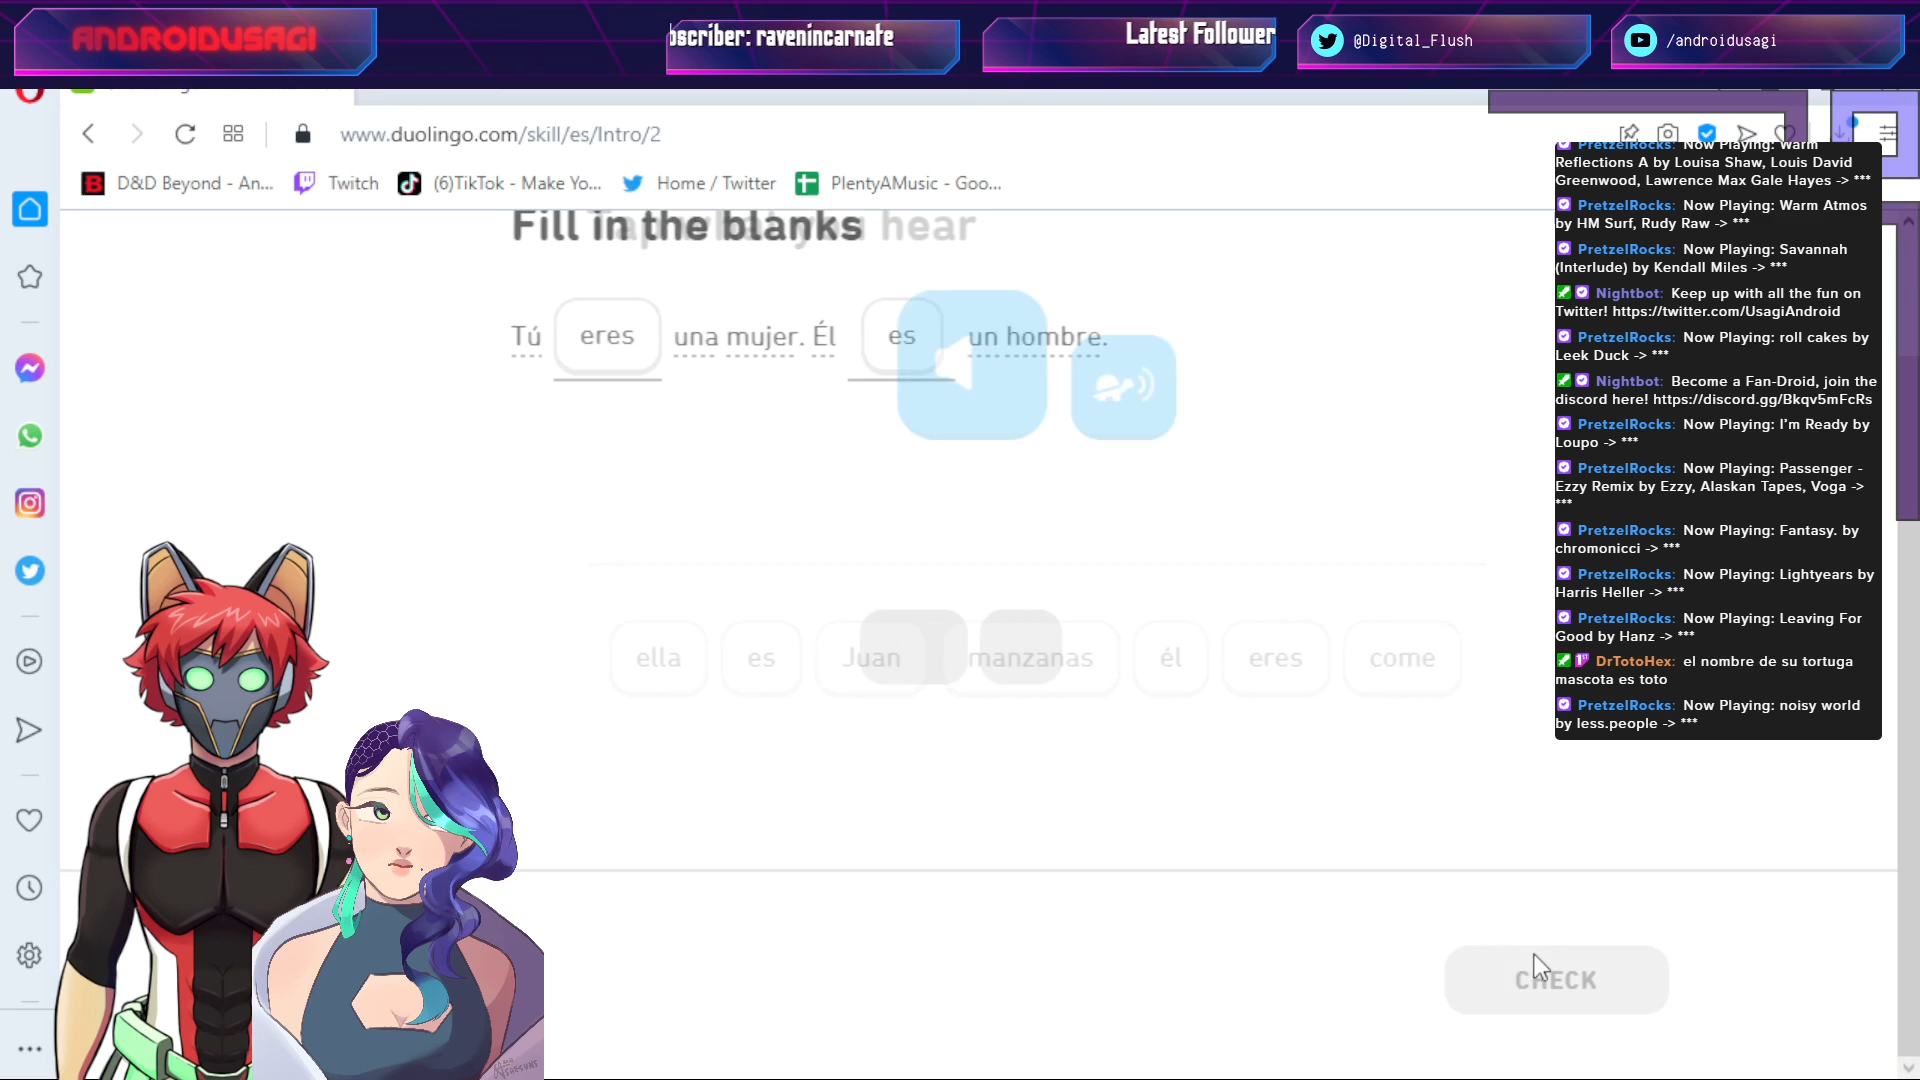 ANDROIDUSAGI
bscriber: ravenincarnate
Latest Follower
@Digital_Flush
/androidusagi
www.duolingo.com/skill/es/Intro/2
D&D Beyond - An...
Twitch
(6)TikTok - Make Yo...
Home / Twitter
PlentyAMusic - Goo...
Fill in the blanks
Tap what you hear
Tú eres una mujer. Él es un hombre.
ella es Juan manzanas él eres come
CHECK
PretzelRocks: Now Playing: Warm
Reflections A by Louisa Shaw, Louis David
Greenwood, Lawrence Max Gale Hayes -> ***
PretzelRocks: Now Playing: Warm Atmos
by HM Surf, Rudy Raw -> ***
PretzelRocks: Now Playing: Savannah
(Interlude) by Kendall Miles -> ***
Nightbot: Keep up with all the fun on
Twitter! https://twitter.com/UsagiAndroid
PretzelRocks: Now Playing: roll cakes by
Leek Duck -> ***
Nightbot: Become a Fan-Droid, join the
discord here! https://discord.gg/Bkqv5mFcRs
PretzelRocks: Now Playing: I'm Ready by
Loupo -> ***
PretzelRocks: Now Playing: Passenger -
Ezzy Remix by Ezzy, Alaskan Tapes, Voga ->
***
PretzelRocks: Now Playing: Fantasy. by
chromonicci -> ***
PretzelRocks: Now Playing: Lightyears by
Harris Heller -> ***
PretzelRocks: Now Playing: Leaving For
Good by Hanz -> ***
DrTotoHex: el nombre de su tortuga
mascota es toto
PretzelRocks: Now Playing: noisy world
by less.people -> ***